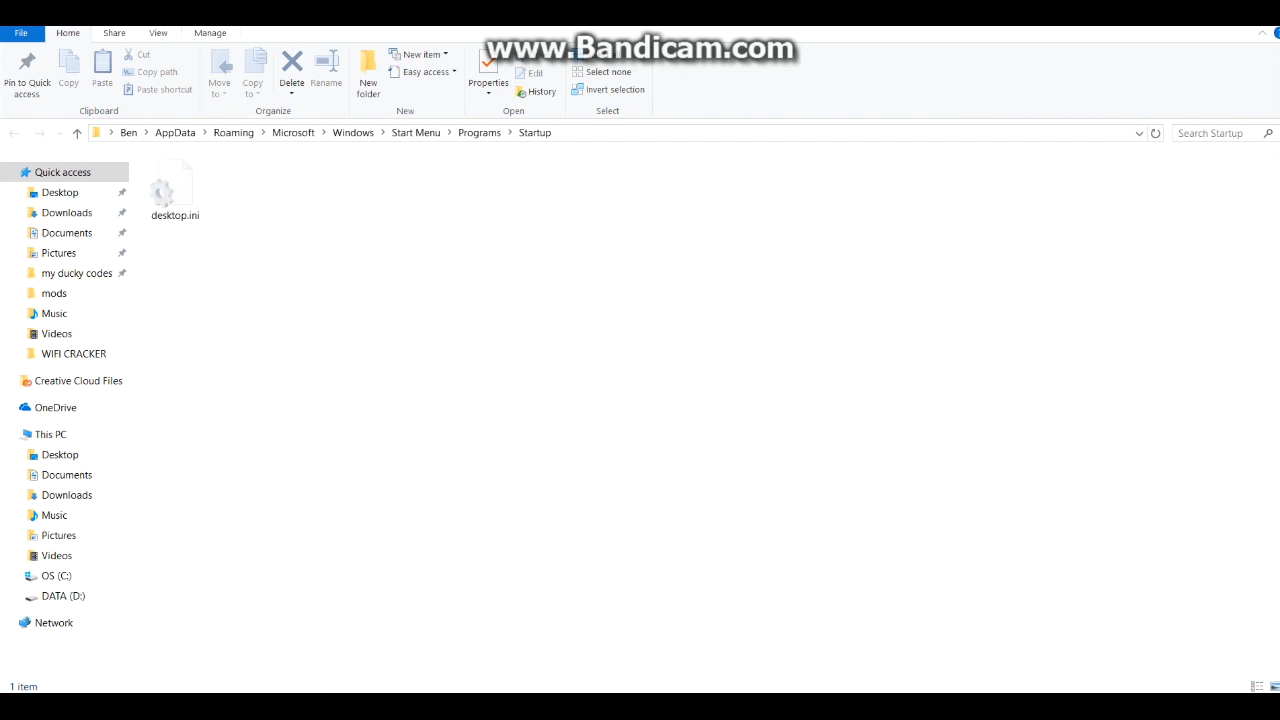 www.Bandicam.com
File Home Share View Manage
Pin to Quick access
Copy
Paste
Cut
Copy path
Paste shortcut
Clipboard
Move to
Copy to
Delete
Rename
Organize
New folder
New item
Easy access
New
Properties
Edit
History
Open
Select none
Invert selection
Select
Ben > AppData > Roaming > Microsoft > Windows > Start Menu > Programs > Startup
Search Startup
Quick access
Desktop
Downloads
Documents
Pictures
my ducky codes
mods
Music
Videos
WIFI CRACKER
Creative Cloud Files
OneDrive
This PC
Desktop
Documents
Downloads
Music
Pictures
Videos
OS (C:)
DATA (D:)
Network
desktop.ini
1 item